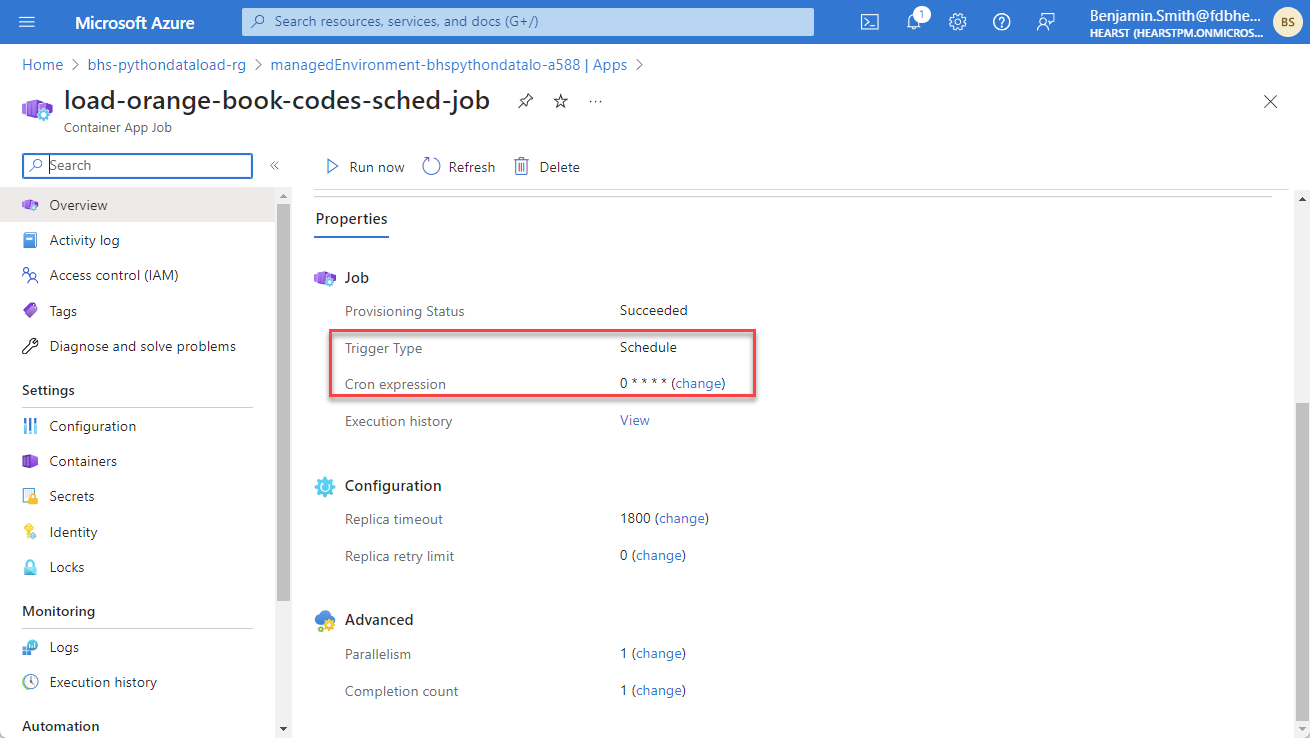 Microsoft Azure
Search resources, services, and docs (G+/)
1
Benjamin.Smith@fdbhe...
HEARST (HEARSTPM.ONMICROS...
BS
Home > bhs-pythondataload-rg > managedEnvironment-bhspythondatalo-a588 | Apps >
load-orange-book-codes-sched-job
...
Container App Job
Search
«
Run now
Refresh
Delete
Overview
Activity log
Access control (IAM)
Tags
Diagnose and solve problems
Settings
Configuration
Containers
Secrets
Identity
Locks
Monitoring
Logs
Execution history
Automation
Properties
Job
Provisioning Status Succeeded
Trigger Type Schedule
Cron expression 0 * * * * (change)
Execution history View
Configuration
Replica timeout 1800 (change)
Replica retry limit 0 (change)
Advanced
Parallelism 1 (change)
Completion count 1 (change)